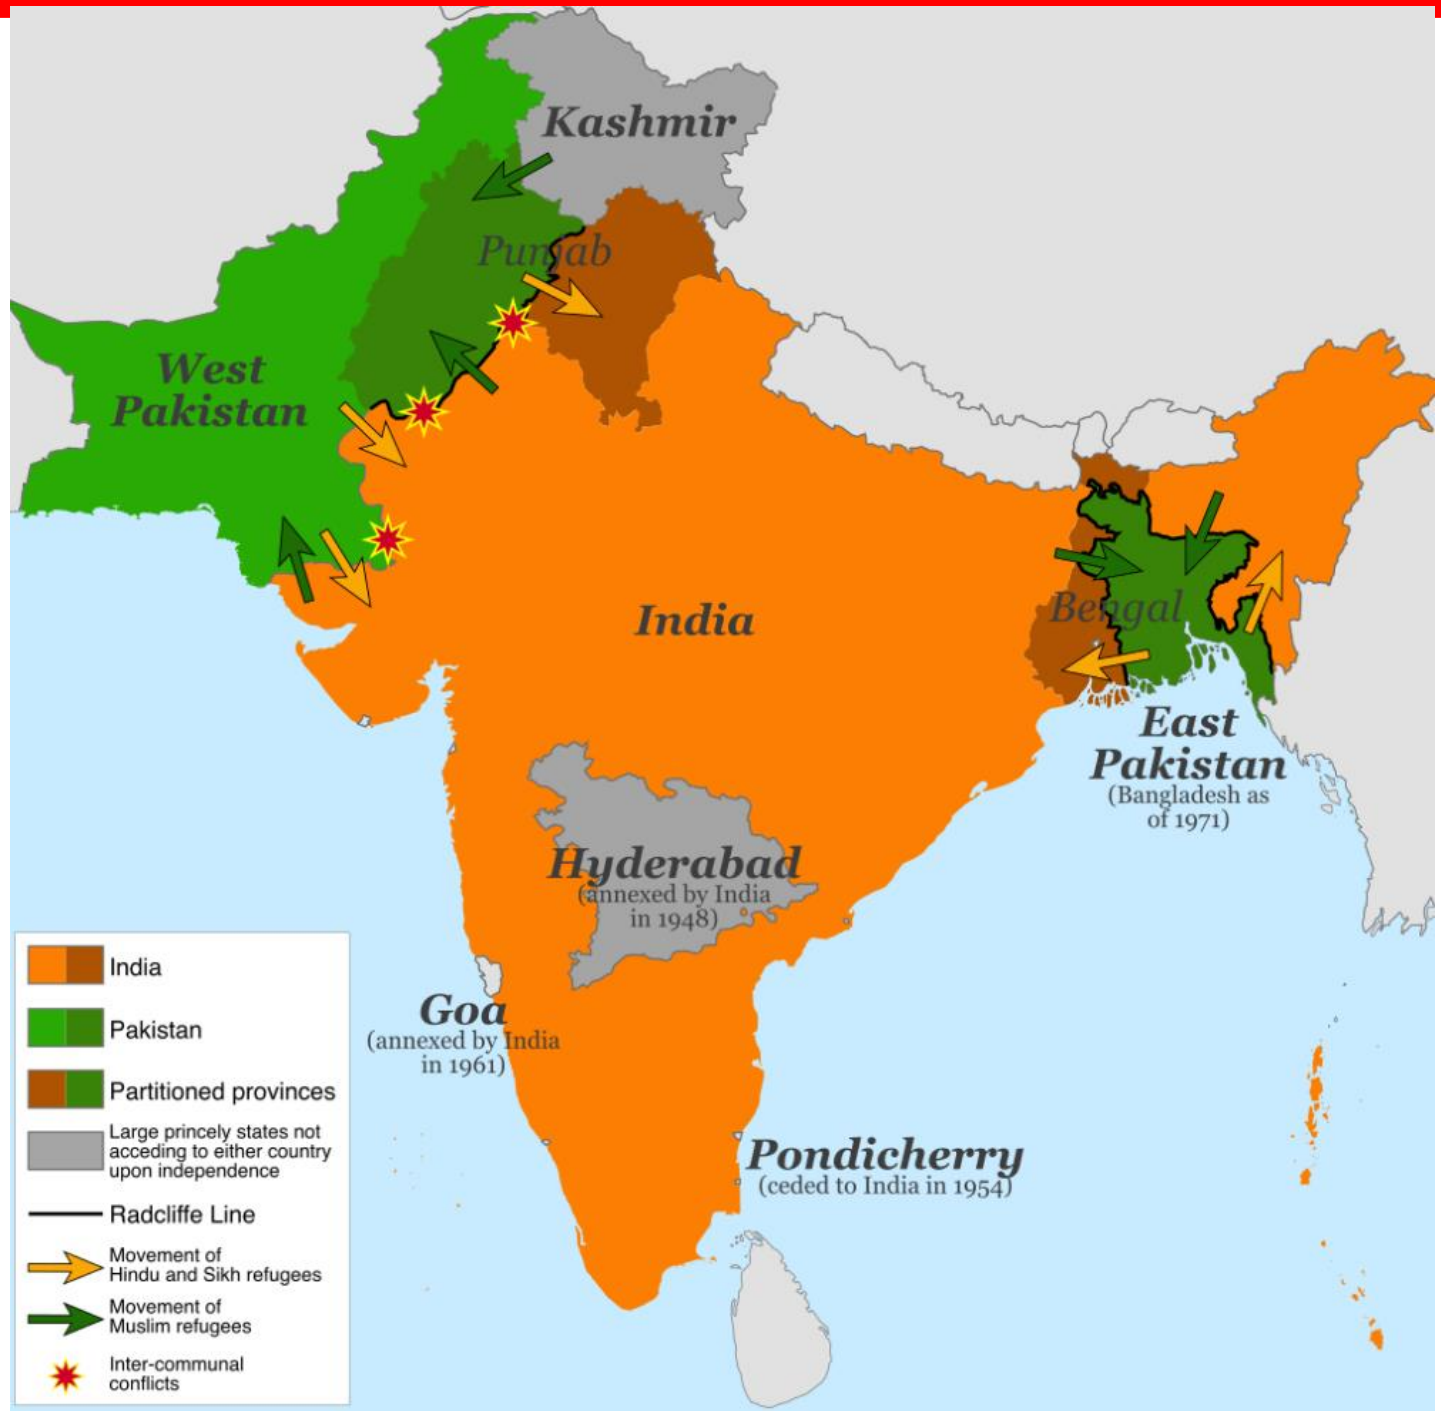 Kashmir
Punjab
West
Pakistan
India
Bengal
East
Pakistan
(Bangladesh as
of 1971)
Hyderabad
(annexed by India
in 1948)
Goa
(annexed by India
in 1961)
Pondicherry
(ceded to India in 1954)
India
Pakistan
Partitioned provinces
Large princely states not
acceding to either country
upon independence
Radcliffe Line
Movement of
Hindu and Sikh refugees
Movement of
Muslim refugees
Inter-communal
conflicts